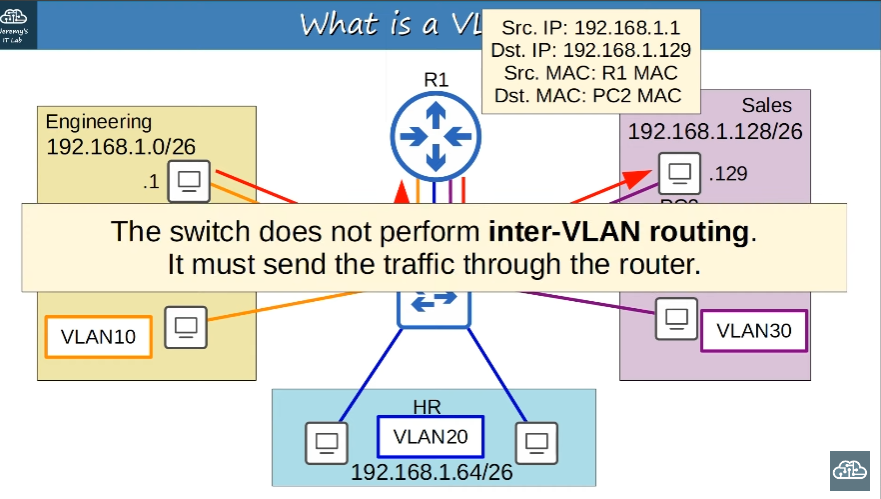 Jeremy's
IT Lab
What is a VL
Src. IP: 192.168.1.1
Dst. IP: 192.168.1.129
Src. MAC: R1 MAC
Dst. MAC: PC2 MAC
R1
Engineering
192.168.1.0/26
.1
Sales
192.168.1.128/26
.129
The switch does not perform inter-VLAN routing.
It must send the traffic through the router.
VLAN10
VLAN30
HR
VLAN20
192.168.1.64/26